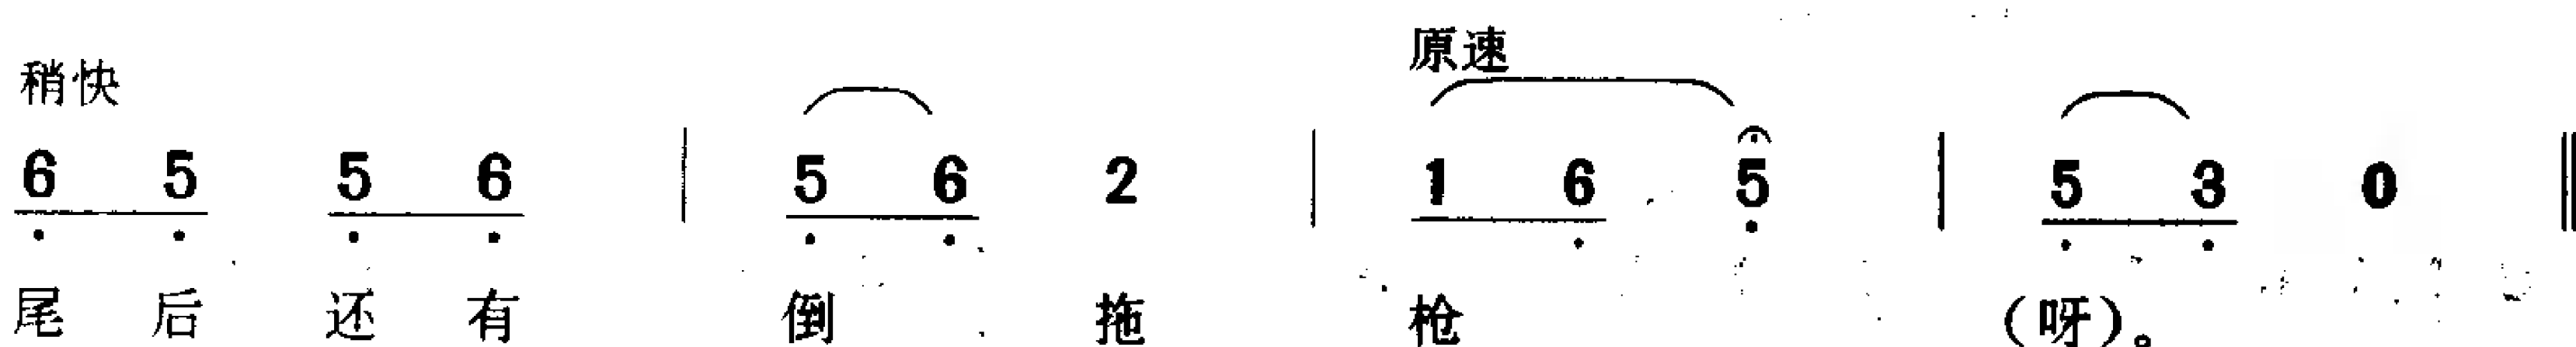 稍快 原速
6 5 5 6 | 5 6 2 | 1 6 5 | 5 3 0 ‖
尾后还有 倒 拖 枪 (呀)。